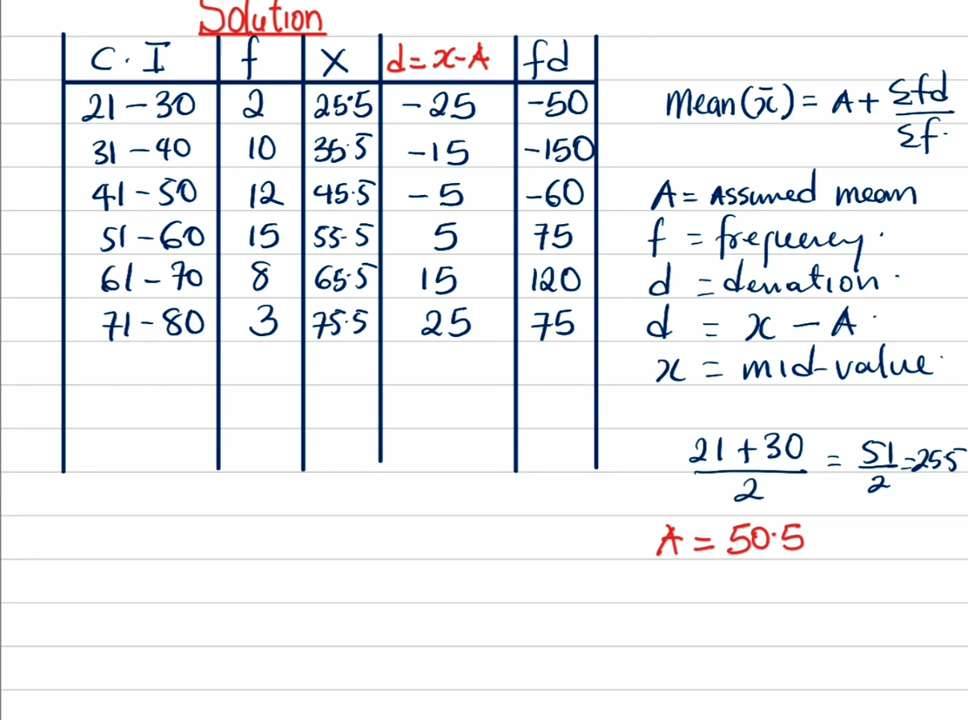 Solution
C.I f X d=x-A fd
21-30 2 25.5 -25 -50
31-40 10 35.5 -15 -150
41-50 12 45.5 -5 -60
51-60 15 55.5 5 75
61-70 8 65.5 15 120
71-80 3 75.5 25 75
Mean(x̄) = A + Σfd/Σf.
A = Assumed mean
f = frequency.
d = deviation.
d = x - A.
x = mid-value.
21+30/2 = 51/2 = 255
A = 50.5